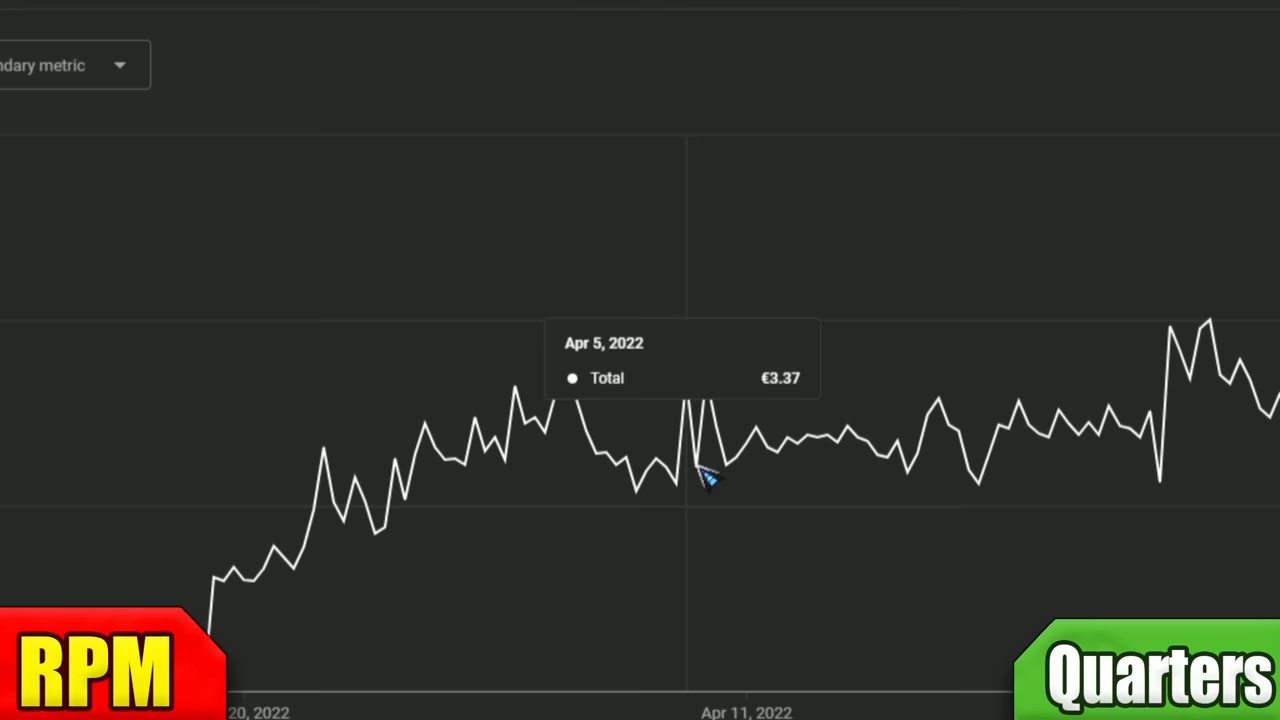 ndary metric
Apr 5, 2022
Total €3.37
RPM
Quarters
20, 2022
Apr 11, 2022